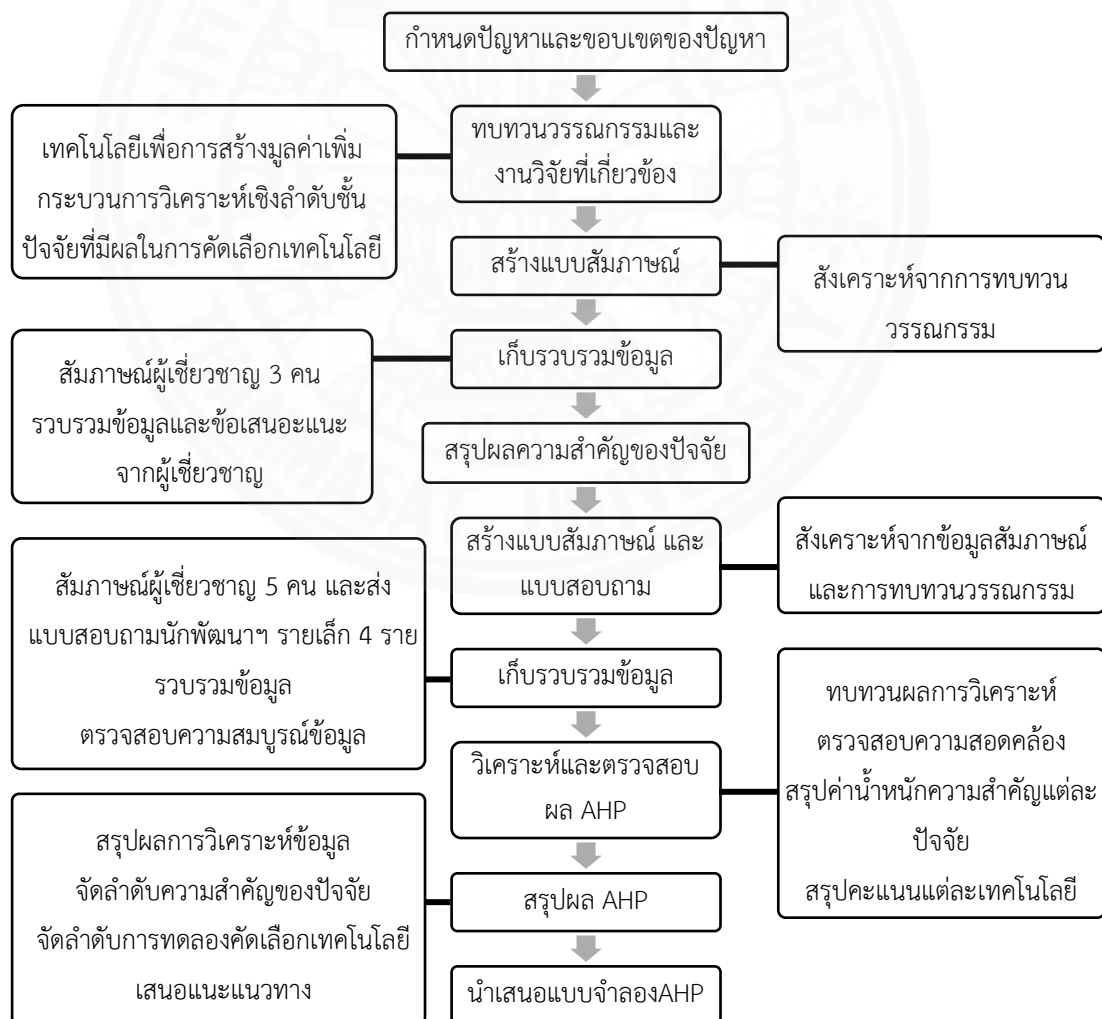 กำหนดปัญหาและขอบเขตของปัญหา
ทบทวนวรรณกรรมและ
งานวิจัยที่เกี่ยวข้อง
เทคโนโลยีเพื่อการสร้างมูลค่าเพิ่ม
กระบวนการวิเคราะห์เชิงลำดับชั้น
ปัจจัยที่มีผลในการคัดเลือกเทคโนโลยี
สร้างแบบสัมภาษณ์
สังเคราะห์จากการทบทวน
วรรณกรรม
เก็บรวบรวมข้อมูล
สัมภาษณ์ผู้เชี่ยวชาญ 3 คน
รวบรวมข้อมูลและข้อเสนอะแนะ
จากผู้เชี่ยวชาญ
สรุปผลความสำคัญของปัจจัย
สร้างแบบสัมภาษณ์ และ
แบบสอบถาม
สังเคราะห์จากข้อมูลสัมภาษณ์
และการทบทวนวรรณกรรม
สัมภาษณ์ผู้เชี่ยวชาญ 5 คน และส่ง
แบบสอบถามนักพัฒนาฯ รายเล็ก 4 ราย
รวบรวมข้อมูล
ตรวจสอบความสมบูรณ์ข้อมูล
เก็บรวบรวมข้อมูล
วิเคราะห์และตรวจสอบ
ผล AHP
ทบทวนผลการวิเคราะห์
ตรวจสอบความสอดคล้อง
สรุปค่าน้ำหนักความสำคัญแต่ละ
ปัจจัย
สรุปคะแนนแต่ละเทคโนโลยี
สรุปผลการวิเคราะห์ข้อมูล
จัดลำดับความสำคัญของปัจจัย
จัดลำดับการทดลองคัดเลือกเทคโนโลยี
เสนอแนะแนวทาง
สรุปผล AHP
นำเสนอแบบจำลองAHP